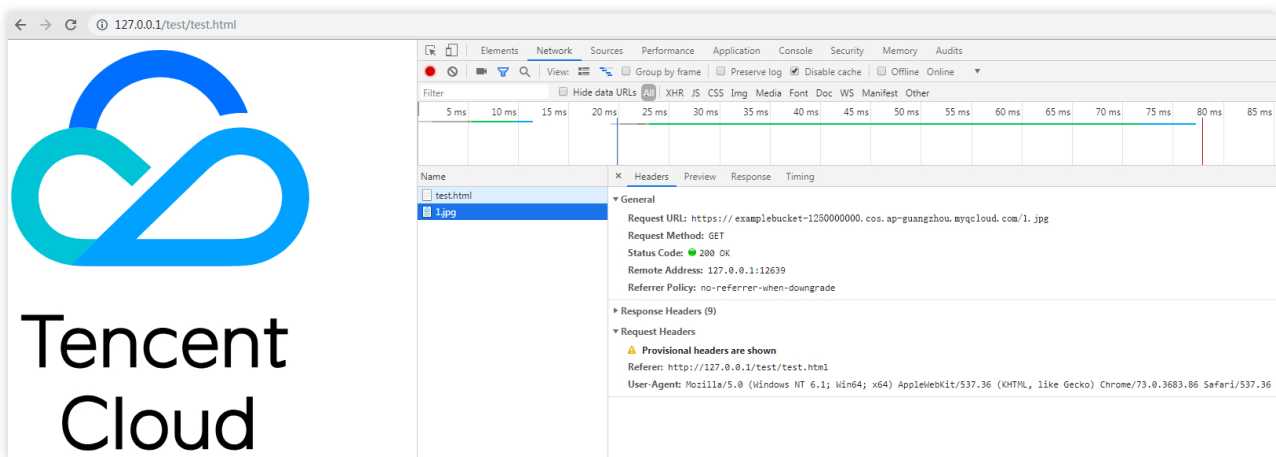 127.0.0.1/test/test.html
Elements Network Sources Performance Application Console Security Memory Audits
View: Group by frame Preserve log Disable cache Offline Online
Filter Hide data URLs All XHR JS CSS Img Media Font Doc WS Manifest Other
5 ms 10 ms 15 ms 20 ms 25 ms 30 ms 35 ms 40 ms 45 ms 50 ms 55 ms 60 ms 65 ms 70 ms 75 ms 80 ms 85 ms
Name
test.html
1.jpg
× Headers Preview Response Timing
General
Request URL: https://examplebucket-1250000000.cos.ap-guangzhou.myqcloud.com/1.jpg
Request Method: GET
Status Code: 200 OK
Remote Address: 127.0.0.1:12639
Referrer Policy: no-referrer-when-downgrade
Response Headers (9)
Request Headers
Provisional headers are shown
Referer: http://127.0.0.1/test/test.html
User-Agent: Mozilla/5.0 (Windows NT 6.1; Win64; x64) AppleWebKit/537.36 (KHTML, like Gecko) Chrome/73.0.3683.86 Safari/537.36
Tencent
Cloud